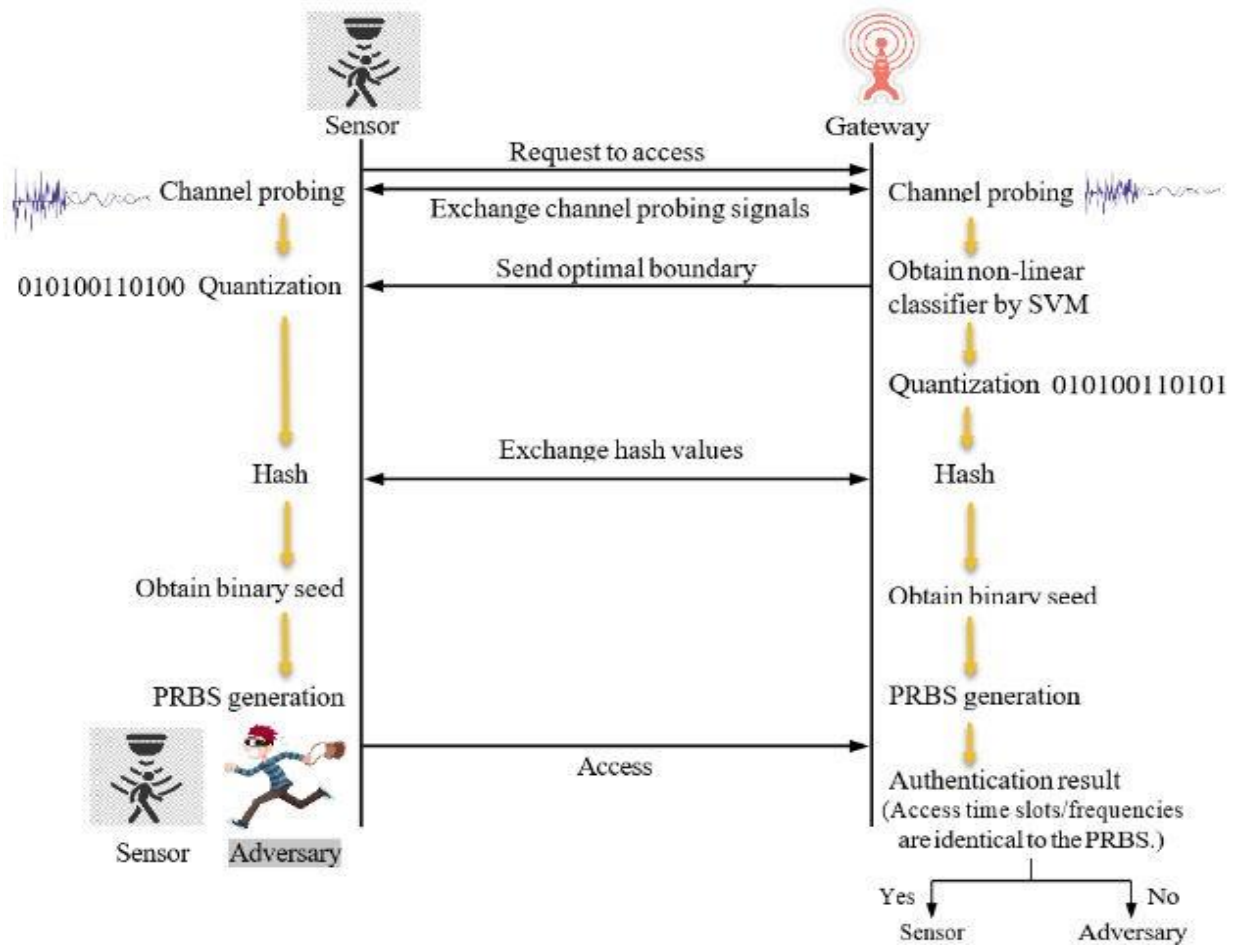 Sensor
Gateway
Request to access
Channel probing
Exchange channel probing signals
Channel probing
Send optimal boundary
010100110100 Quantization
Obtain non-linear
classifier by SVM
Quantization 010100110101
Exchange hash values
Hash
Hash
Obtain binary seed
Obtain binary seed
PRBS generation
PRBS generation
Access
Authentication result
(Access time slots/frequencies
are identical to the PRBS.)
Sensor
Adversary
Yes
No
Sensor
Adversary